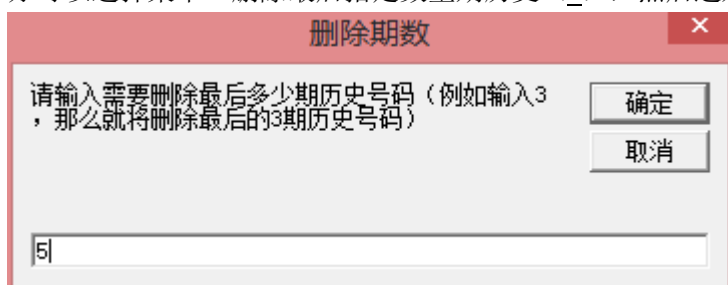 删除期数
×
请输入需要删除最后多少期历史号码（例如输入3
，那么就将删除最后的3期历史号码）
确定
取消
5